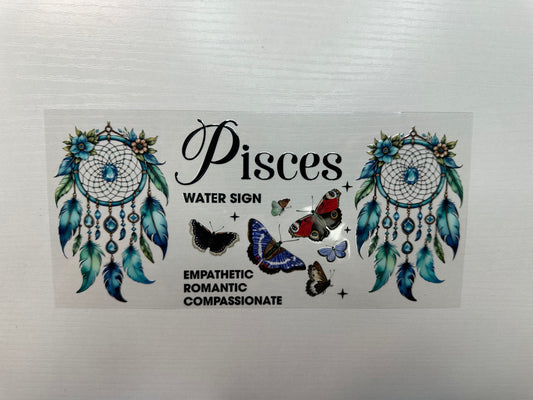 Pisces
WATER SIGN
EMPATHETIC
ROMANTIC
COMPASSIONATE